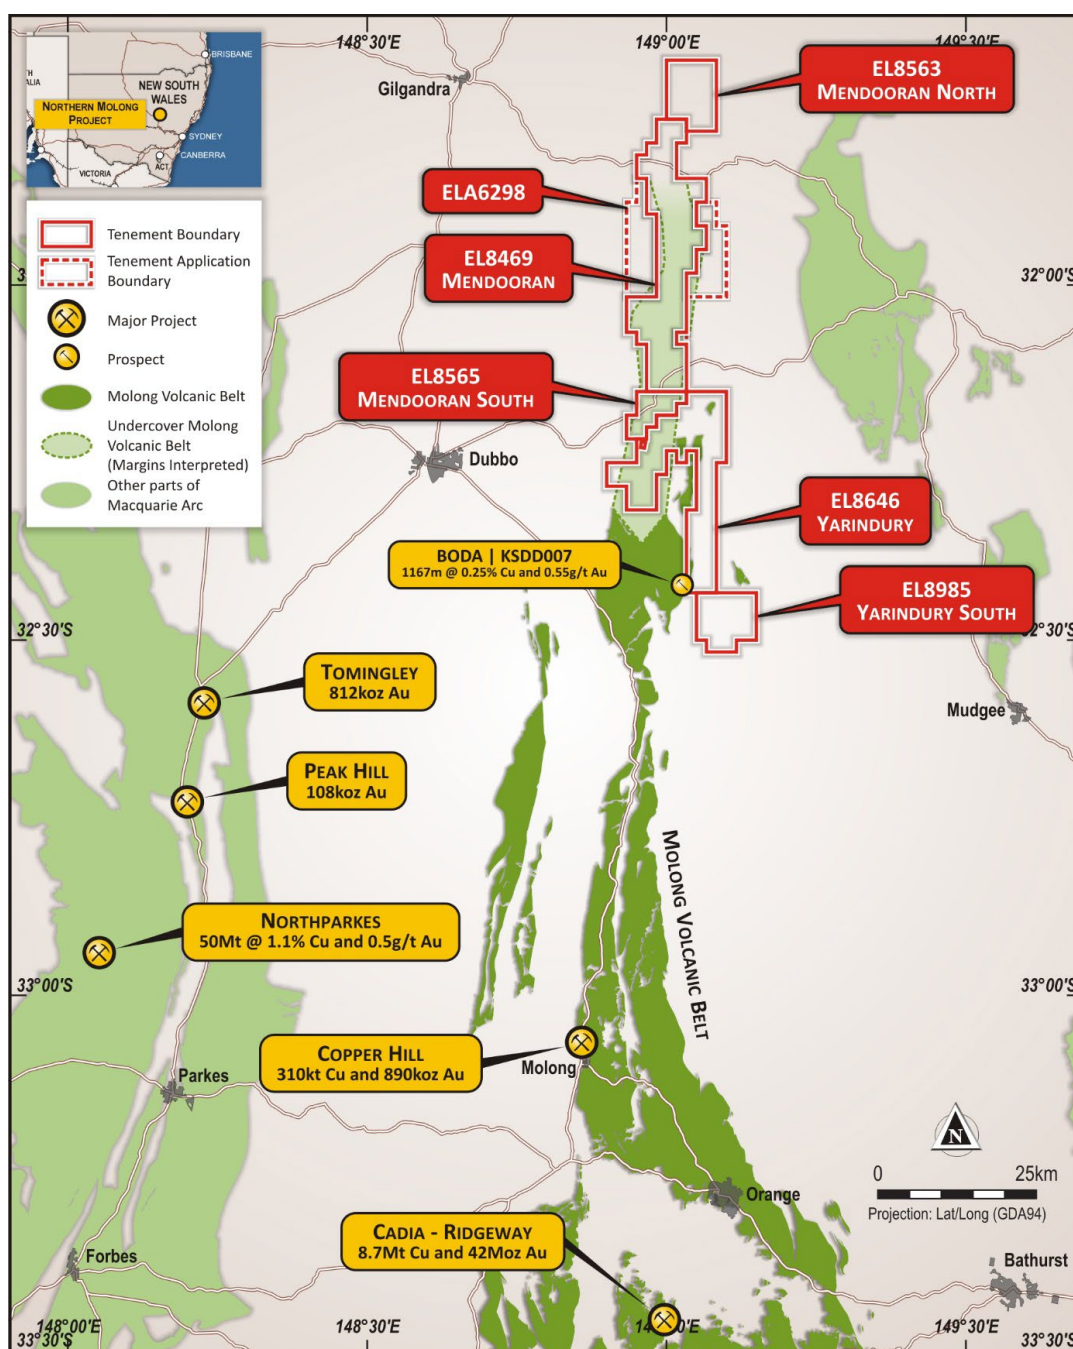 148°30'E
149°00'E
149°30'E
BRISBANE
NEW SOUTH
WALES
NORTHERN MOLONG
PROJECT
SYDNEY
CANBERRA
ACT
VICTORIA
Gilgandra
EL8563
MENDOORAN NORTH
ELA6298
EL8469
MENDOORAN
32°00'S
Tenement Boundary
Tenement Application
Boundary
Major Project
Prospect
Molong Volcanic Belt
Undercover Molong
Volcanic Belt
(Margins Interpreted)
Other parts of
Macquarie Arc
EL8565
MENDOORAN SOUTH
Dubbo
EL8646
YARINDURY
BODA | KSDD007
1167m @ 0.25% Cu and 0.55g/t Au
EL8985
YARINDURY SOUTH
32°30'S
32°30'S
TOMINGLEY
812koz Au
Mudgee
PEAK HILL
108koz Au
MOLONG VOLCANIC BELT
NORTHPARKES
50Mt @ 1.1% Cu and 0.5g/t Au
33°00'S
33°00'S
COPPER HILL
310kt Cu and 890koz Au
Molong
Parkes
N
0 25km
Projection: Lat/Long (GDA94)
Orange
CADIA - RIDGEWAY
8.7Mt Cu and 42Moz Au
Forbes
Bathurst
148°00'E
148°30'E
149°30'E
33°30'S
33°30'S